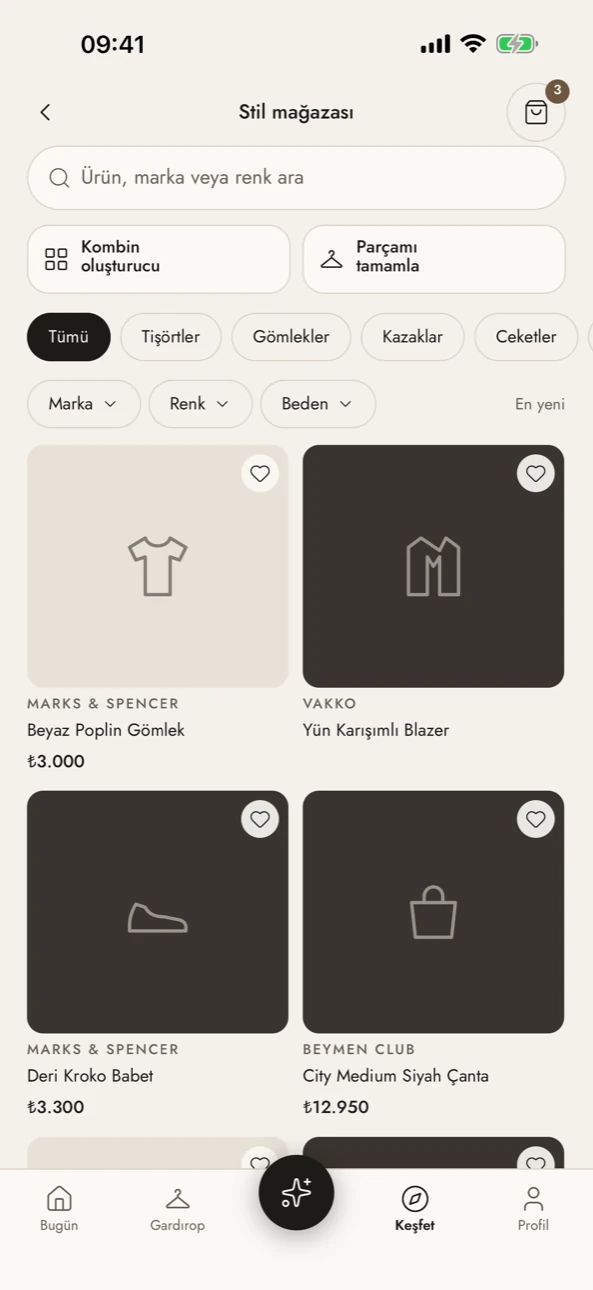 09:41
Stil mağazası
3
Ürün, marka veya renk ara
Kombin
oluşturucu
Parçamı
tamamla
Tümü
Tişörtler
Gömlekler
Kazaklar
Ceketler
Marka
Renk
Beden
En yeni
MARKS & SPENCER
Beyaz Poplin Gömlek
₺3.000
VAKKO
Yün Karışımlı Blazer
MARKS & SPENCER
Deri Kroko Babet
₺3.300
BEYMEN CLUB
City Medium Siyah Çanta
₺12.950
Bugün
Gardırop
Keşfet
Profil